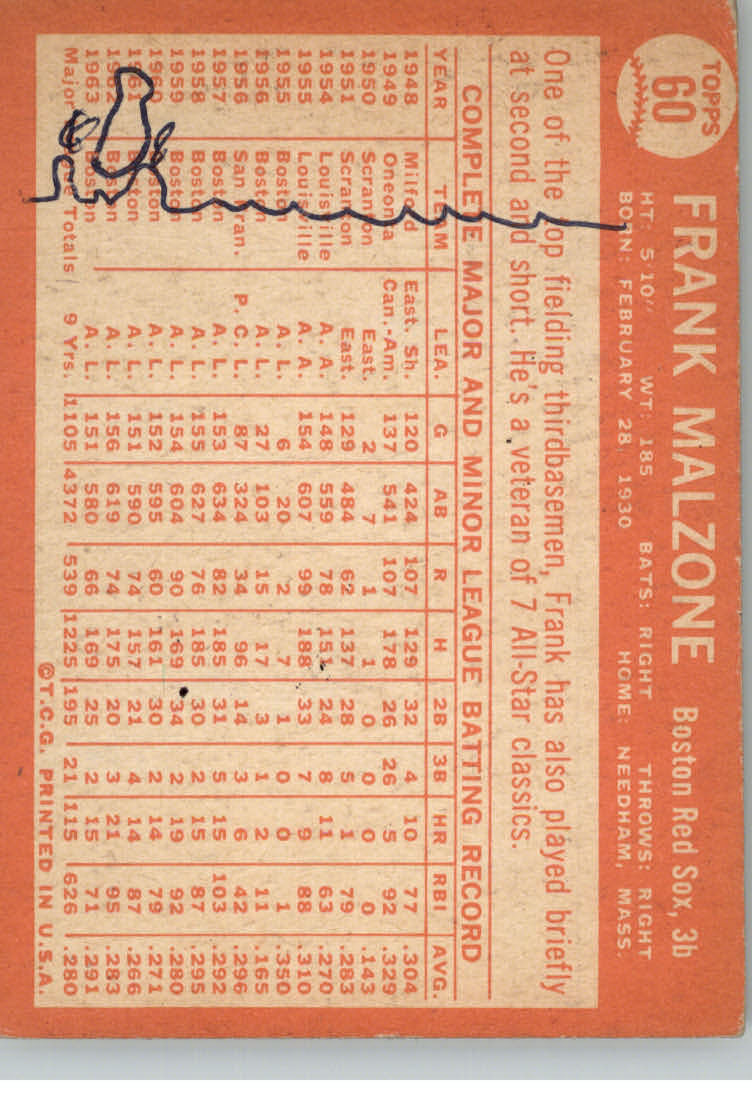 TOPPS
60
FRANK MALZONE Boston Red Sox, 3b
HT: 5'10" WT: 185 BATS: RIGHT THROWS: RIGHT
BORN: FEBRUARY 28, 1930 HOME: NEEDHAM, MASS.
One of the top fielding thirdbasemen, Frank has also played briefly
at second and short. He's a veteran of 7 All-Star classics.
COMPLETE MAJOR AND MINOR LEAGUE BATTING RECORD
YEAR TEAM LEA. G AB R H 2B 3B HR RBI AVG.
1948 Milford East. Sh. 120 424 107 129 32 4 10 77 .304
1949 Oneonta Can.-Am. 137 541 107 178 26 26 5 92 .329
1950 Scranton East. 2 7 1 1 0 0 0 0 .143
1951 Scranton East. 129 484 62 137 28 5 1 79 .283
1954 Louisville A. A. 148 559 78 151 24 8 11 63 .270
1955 Louisville A. A. 154 607 99 188 33 7 9 88 .310
1955 Boston A. L. 6 20 2 7 1 0 0 1 .350
1956 Boston A. L. 27 103 15 17 3 1 2 11 .165
1956 San Fran. P. C. L. 87 324 34 96 14 3 6 42 .296
1957 Boston A. L. 153 634 82 185 31 5 15 103 .292
1958 Boston A. L. 155 627 76 185 30 2 15 87 .295
1959 Boston A. L. 154 604 90 169 34 2 19 92 .280
1960 Boston A. L. 152 595 60 161 30 2 14 79 .271
1961 Boston A. L. 151 590 74 157 21 4 14 87 .266
1962 Boston A. L. 156 619 74 175 20 3 21 95 .283
1963 Boston A. L. 151 580 66 169 25 2 15 71 .291
Major League Totals 9 Yrs. 1105 4372 539 1225 195 21 115 626 .280
©T.C.G. PRINTED IN U.S.A.